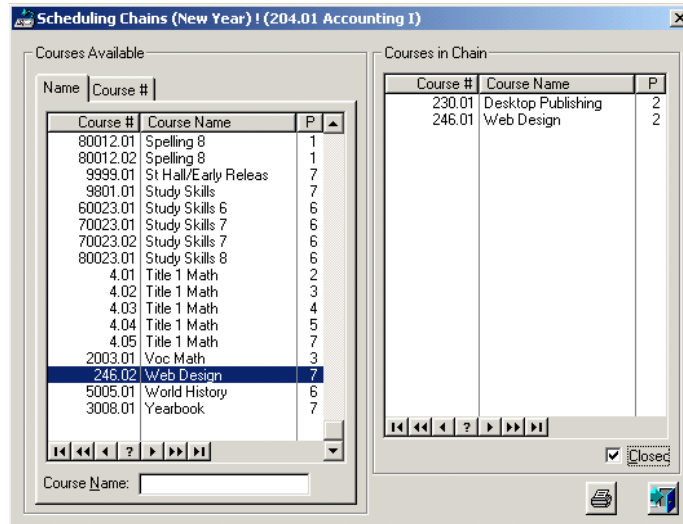 Scheduling Chains (New Year) ! (204.01 Accounting I)
Courses Available
Name Course #
Course # Course Name P
80012.01 Spelling 8 1
80012.02 Spelling 8 1
9999.01 St Hall/Early Releas 7
9801.01 Study Skills 7
60023.01 Study Skills 6 6
70023.01 Study Skills 7 6
70023.02 Study Skills 7 6
80023.01 Study Skills 8 6
4.01 Title 1 Math 2
4.02 Title 1 Math 3
4.03 Title 1 Math 4
4.04 Title 1 Math 5
4.05 Title 1 Math 7
2003.01 Voc Math 3
246.02 Web Design 7
5005.01 World History 6
3008.01 Yearbook 7
?
Course Name:
Courses in Chain
Course # Course Name P
230.01 Desktop Publishing 2
246.01 Web Design 2
?
Closed